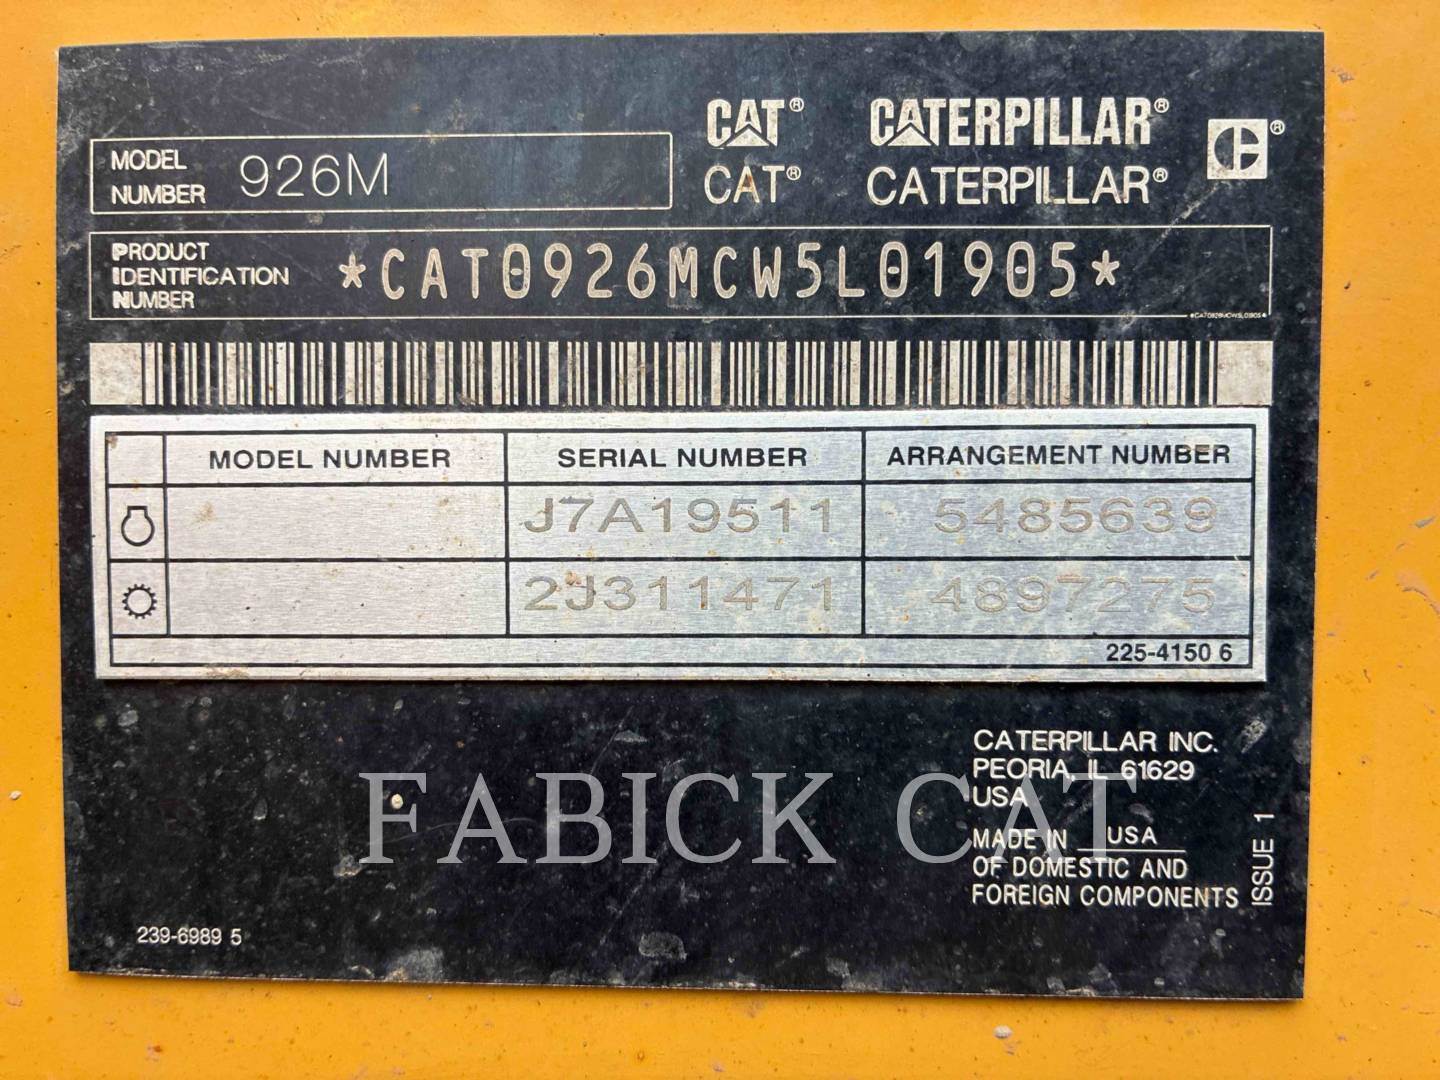 CAT® CATERPILLAR®
CAT® CATERPILLAR® ®
MODEL NUMBER 926M
PRODUCT IDENTIFICATION NUMBER *CAT0926MCW5L01905*
*CAT0926MCW5L01905*
MODEL NUMBER SERIAL NUMBER ARRANGEMENT NUMBER
J7A19511 5485639
2J311471 4897275
225-4150 6
CATERPILLAR INC.
PEORIA, IL 61629
USA
MADE IN USA
OF DOMESTIC AND
FOREIGN COMPONENTS
ISSUE 1
FABICK CAT
239-6989 5